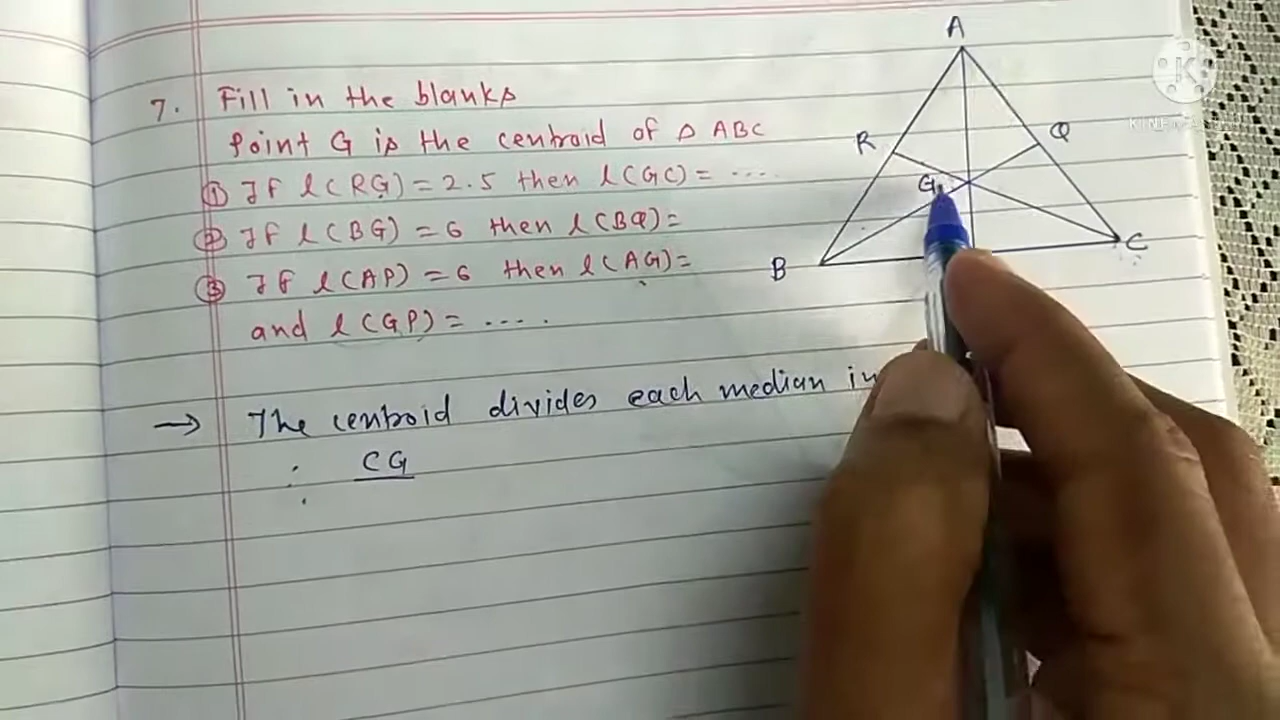 7. Fill in the blanks
Point G is the centroid of △ ABC
① If l(RG) = 2.5 then l(GC) = ....
② If l(BG) = 6 then l(BQ) =
③ If l(AP) = 6 then l(AG) =
and l(GP) = ....
→ The centroid divides each median in
∴ CG
A
R
Q
G
B
C
K